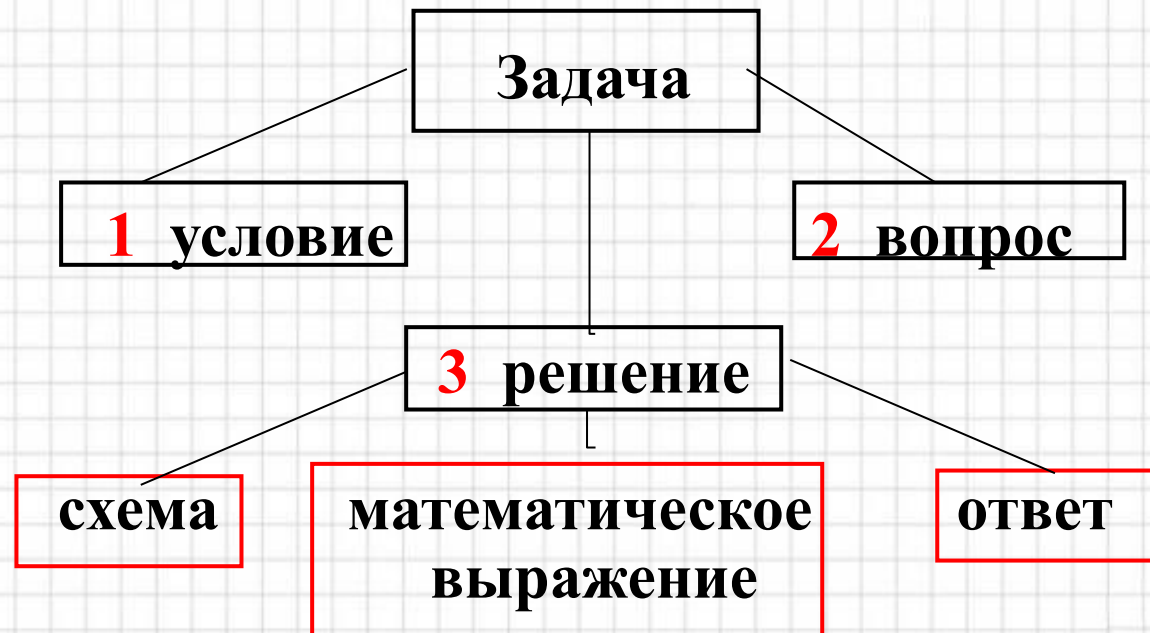 Задача
1 условие
2 вопрос
3 решение
схема
математическое
выражение
ответ